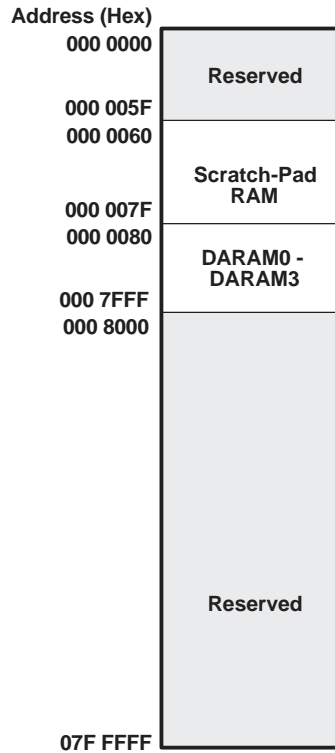 Address (Hex)
000 0000
Reserved
000 005F
000 0060
Scratch-Pad
RAM
000 007F
000 0080
DARAM0 -
DARAM3
000 7FFF
000 8000
Reserved
07F FFFF